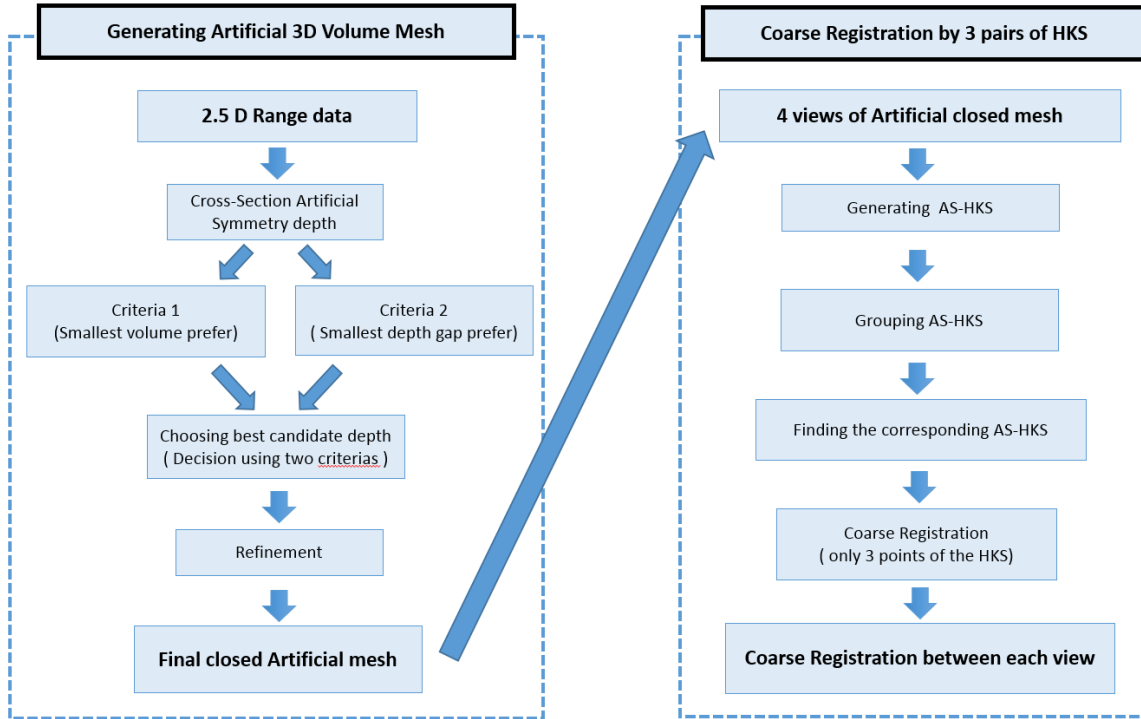 Generating Artificial 3D Volume Mesh
2.5 D Range data
Cross-Section Artificial
Symmetry depth
Criteria 1
(Smallest volume prefer)
Criteria 2
( Smallest depth gap prefer)
Choosing best candidate depth
( Decision using two criterias )
Refinement
Final closed Artificial mesh
Coarse Registration by 3 pairs of HKS
4 views of Artificial closed mesh
Generating AS-HKS
Grouping AS-HKS
Finding the corresponding AS-HKS
Coarse Registration
( only 3 points of the HKS)
Coarse Registration between each view